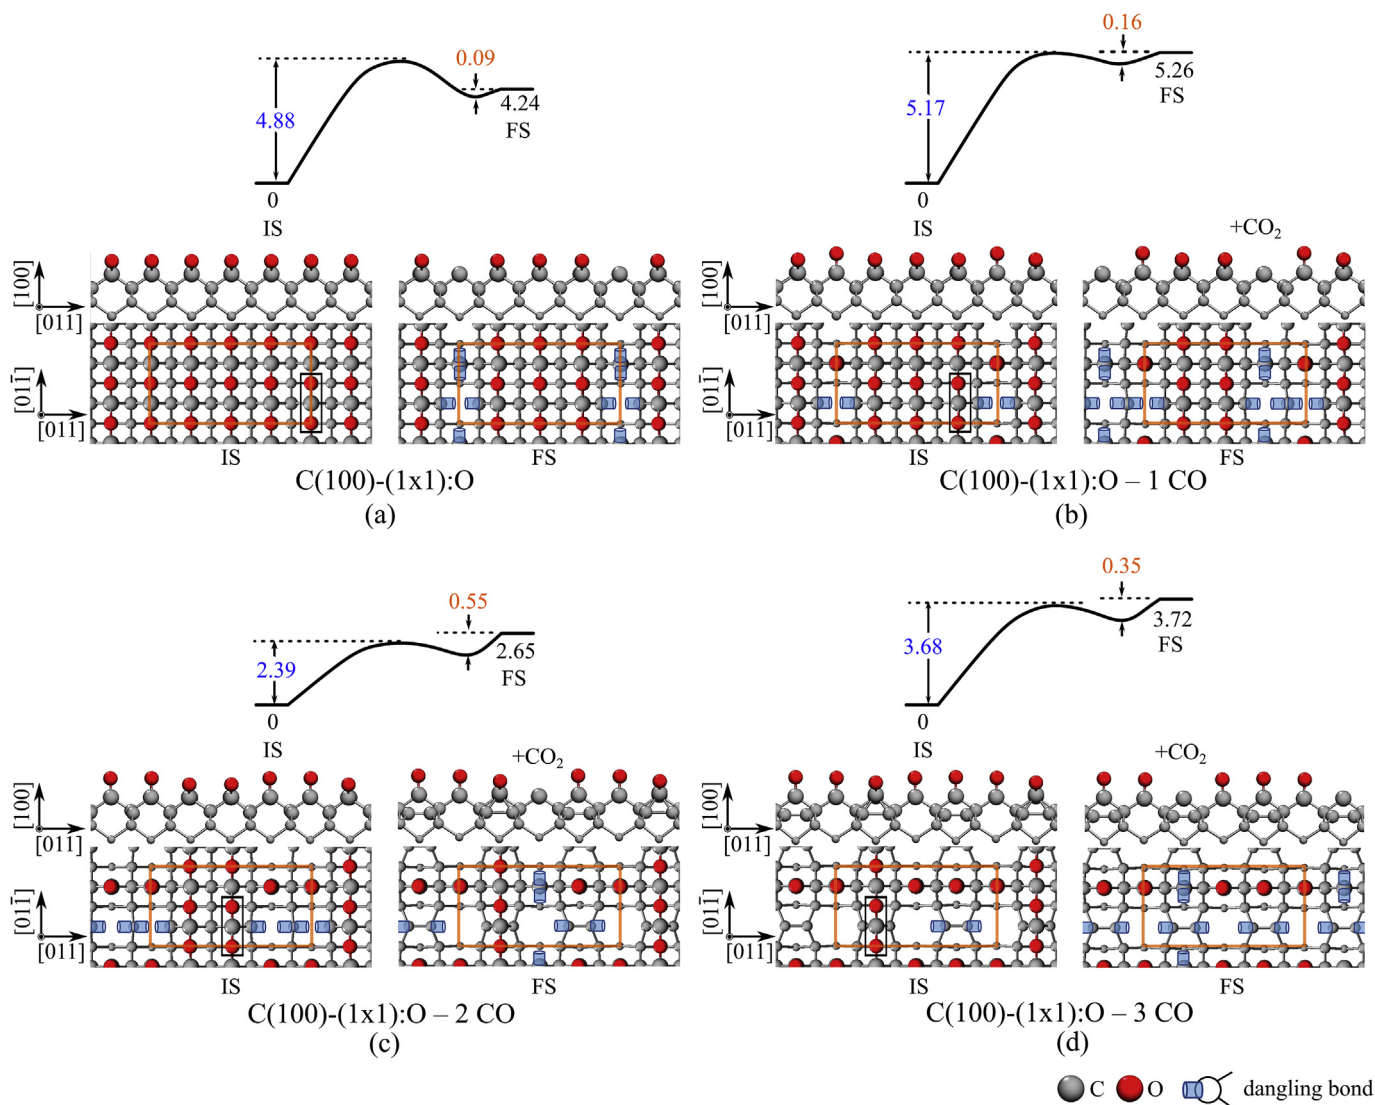 0.09
4.88
4.24
FS
0
IS
[100]
[011]
[011̄]
[011]
IS
FS
C(100)-(1x1):O
(a)
0.16
5.17
5.26
FS
0
IS
+CO₂
[100]
[011]
[01̄1̄]
[011]
IS
FS
C(100)-(1x1):O – 1 CO
(b)
0.55
2.39
2.65
FS
0
IS
+CO₂
[100]
[011]
[01̄1̄]
[011]
IS
FS
C(100)-(1x1):O – 2 CO
(c)
0.35
3.68
3.72
FS
0
IS
+CO₂
[100]
[011]
[01̄1̄]
[011]
IS
FS
C(100)-(1x1):O – 3 CO
(d)
C O dangling bond